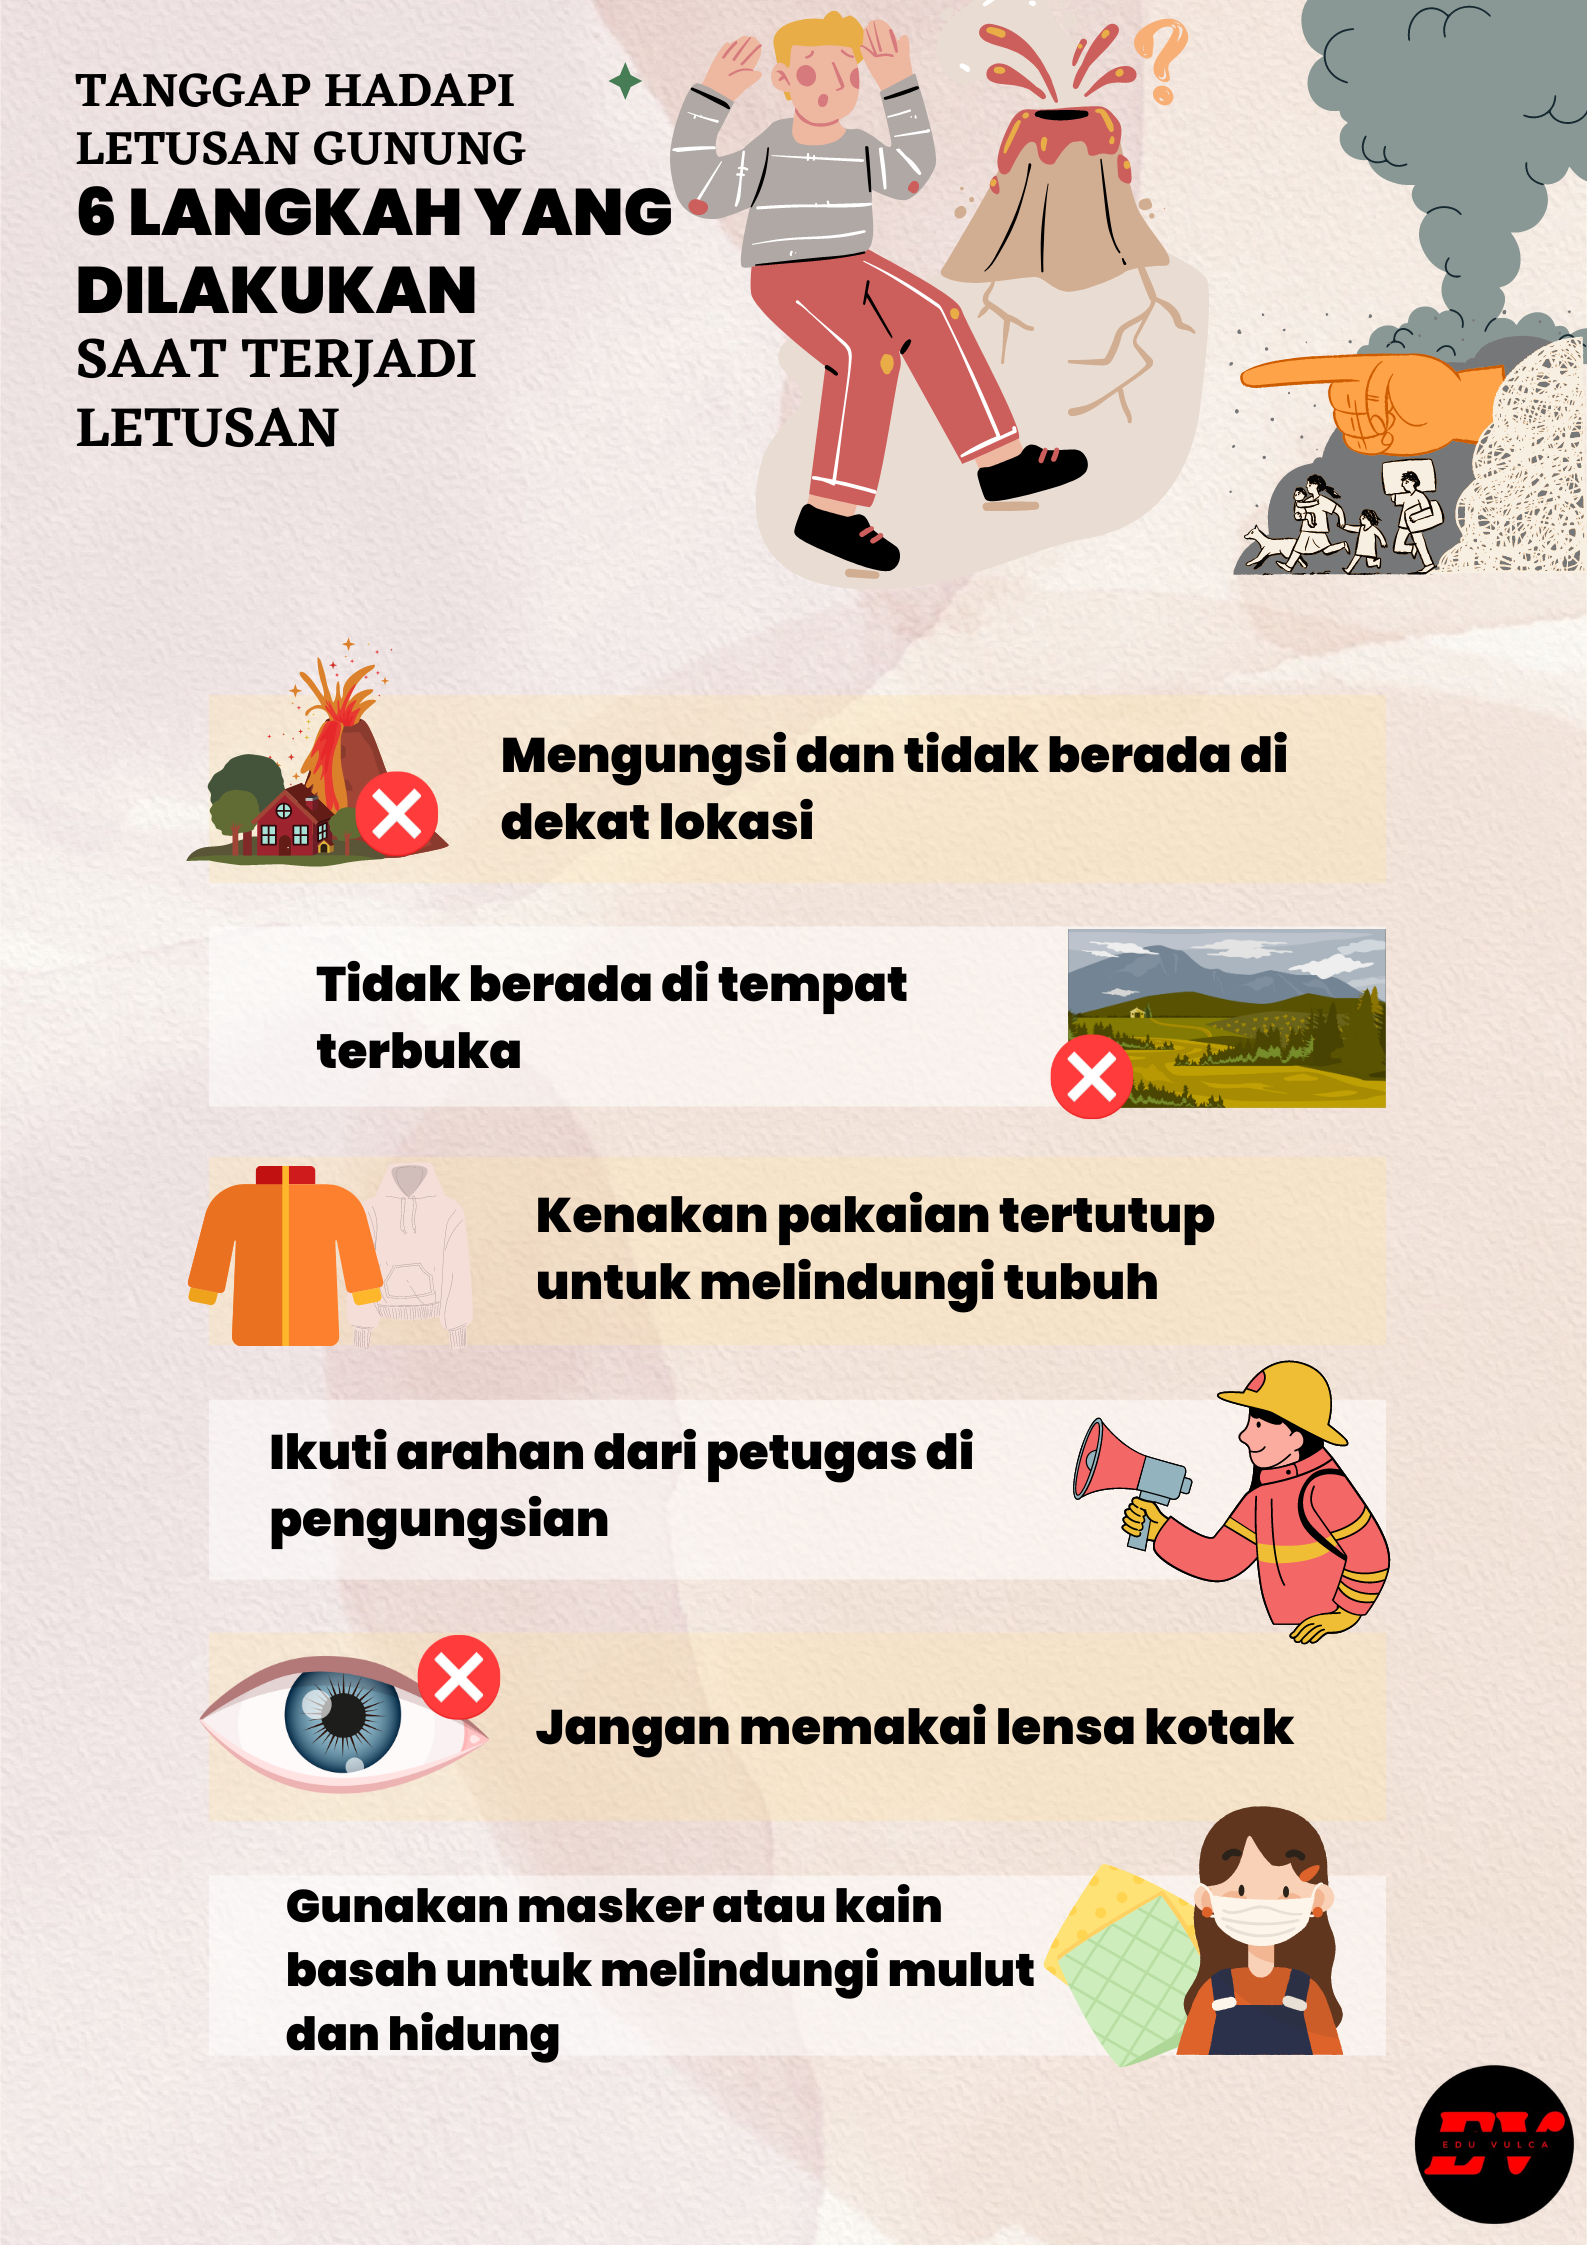 TANGGAP HADAPI
LETUSAN GUNUNG
6 LANGKAH YANG
DILAKUKAN
SAAT TERJADI
LETUSAN
Mengungsi dan tidak berada di
dekat lokasi
Tidak berada di tempat
terbuka
Kenakan pakaian tertutup
untuk melindungi tubuh
Ikuti arahan dari petugas di
pengungsian
Jangan memakai lensa kotak
Gunakan masker atau kain
basah untuk melindungi mulut
dan hidung
EV
EDU VULCA